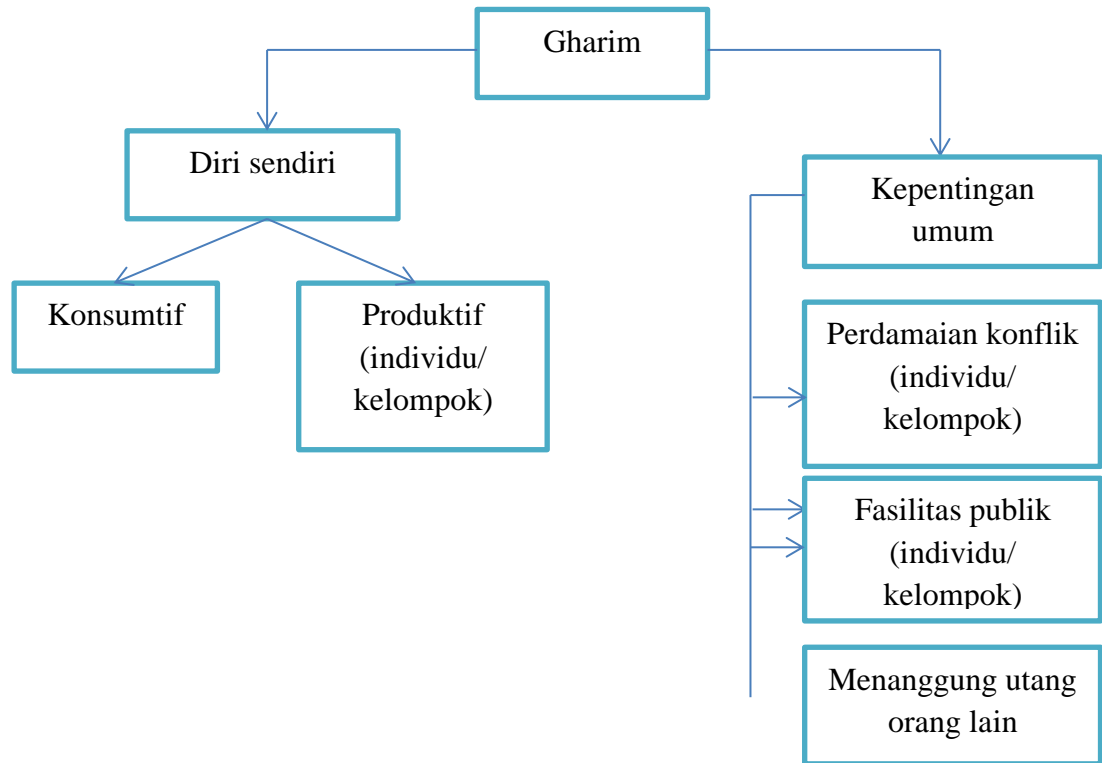 Gharim
Diri sendiri
Kepentingan
umum
Konsumtif
Produktif
(individu/
kelompok)
Perdamaian konflik
(individu/
kelompok)
Fasilitas publik
(individu/
kelompok)
Menanggung utang
orang lain